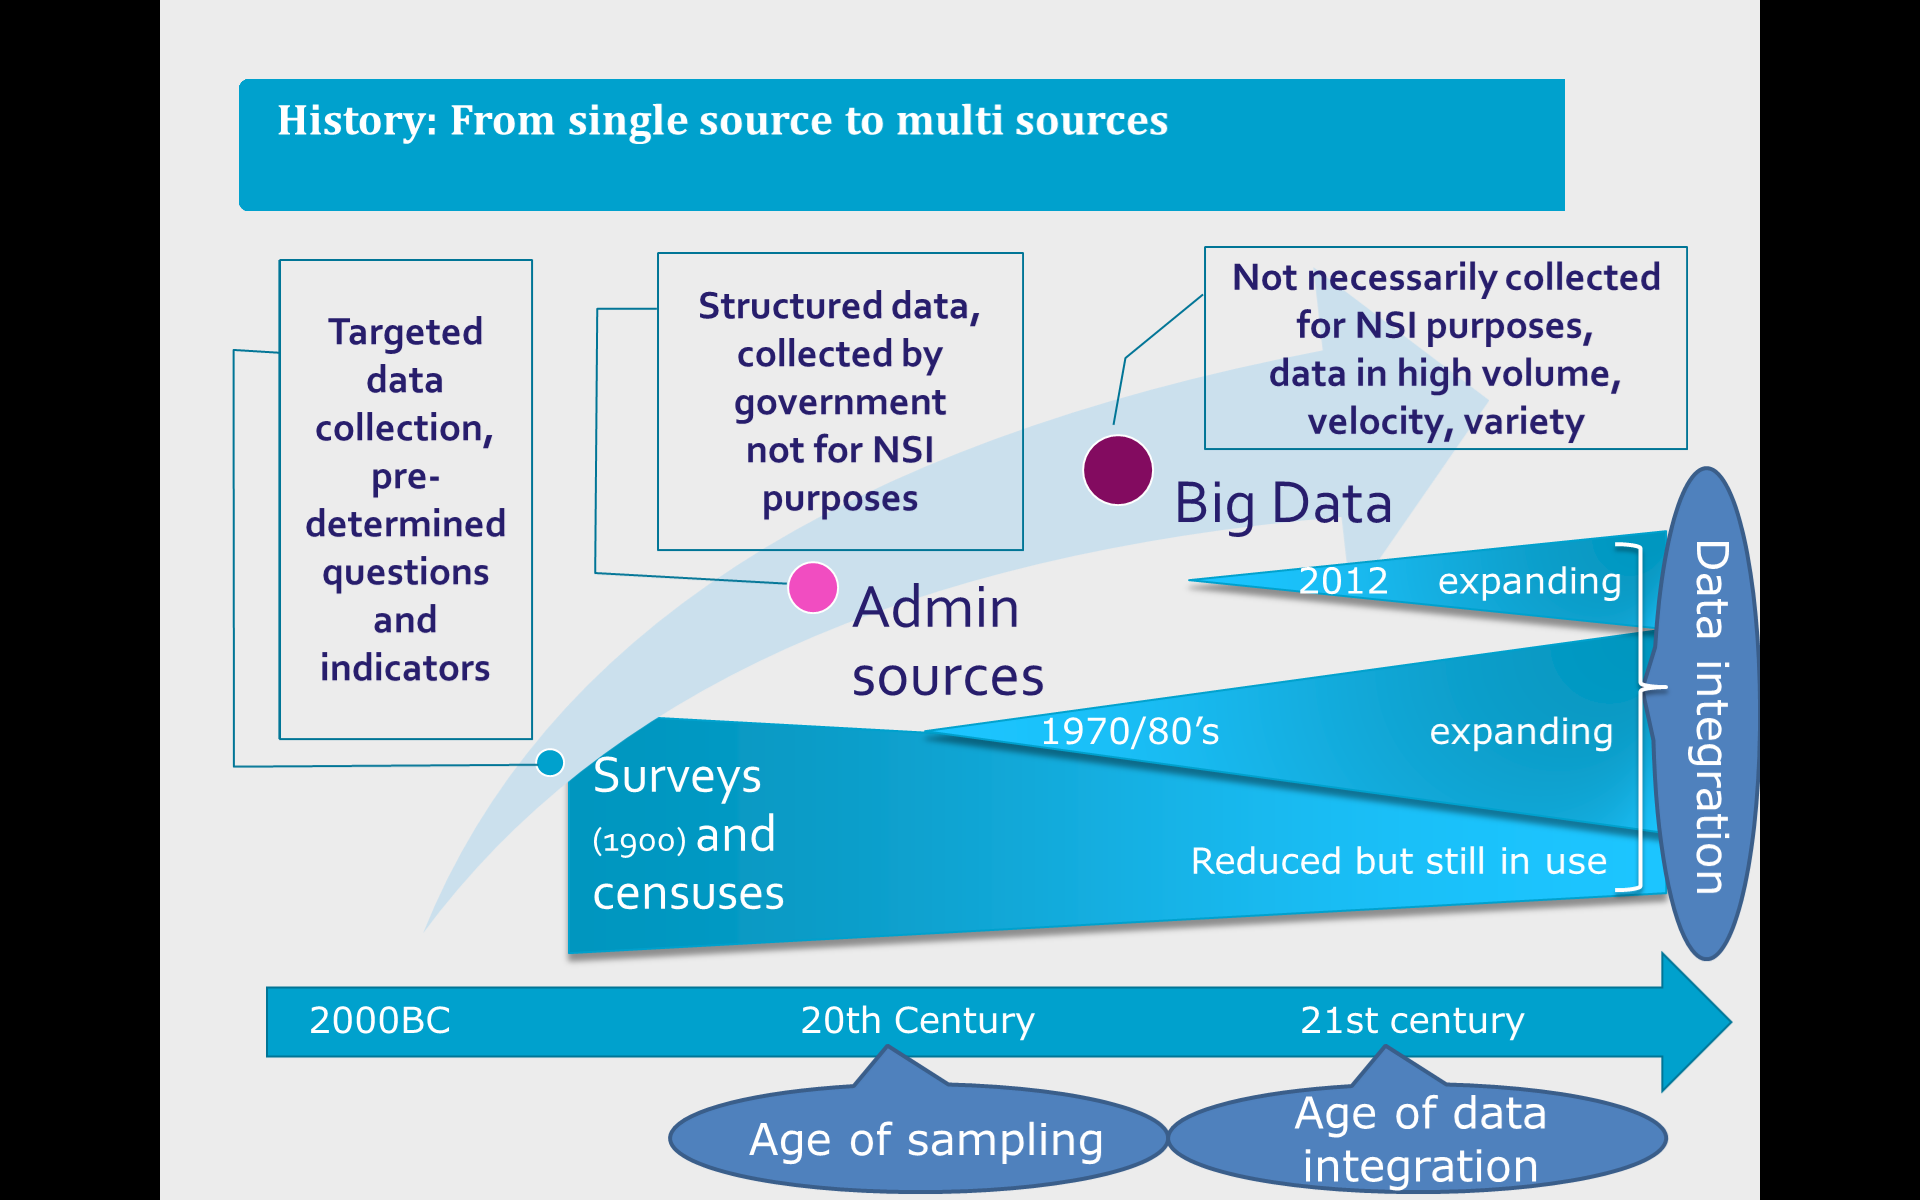 History: From single source to multi sources
Targeted
data
collection,
pre-
determined
questions
and
indicators
Structured data,
collected by
government
not for NSI
purposes
Not necessarily collected
for NSI purposes,
data in high volume,
velocity, variety
Big Data
Admin
sources
2012 expanding
1970/80’s expanding
Surveys
(1900) and
censuses
Reduced but still in use
Data integration
2000BC 20th Century 21st century
Age of sampling
Age of data
integration